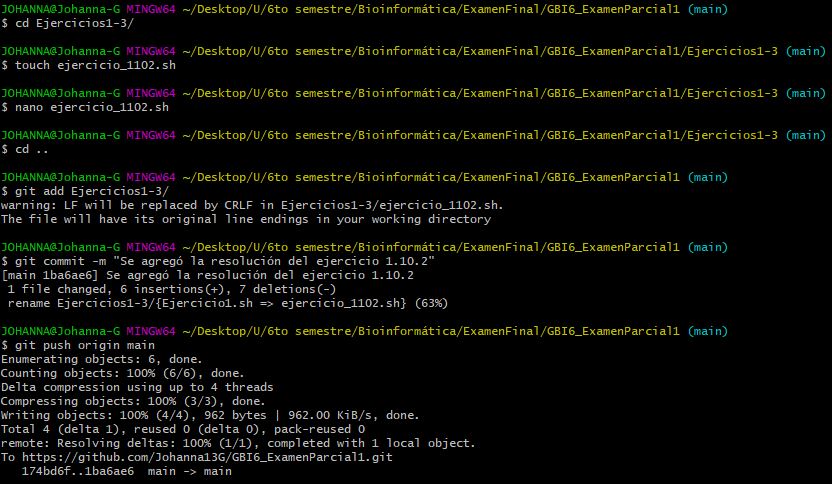 JOHANNA@Johanna-G MINGW64 ~/Desktop/U/6to semestre/Bioinformática/ExamenFinal/GBI6_ExamenParcial1 (main)
$ cd Ejercicios1-3/
JOHANNA@Johanna-G MINGW64 ~/Desktop/U/6to semestre/Bioinformática/ExamenFinal/GBI6_ExamenParcial1/Ejercicios1-3 (main)
$ touch ejercicio_1102.sh
JOHANNA@Johanna-G MINGW64 ~/Desktop/U/6to semestre/Bioinformática/ExamenFinal/GBI6_ExamenParcial1/Ejercicios1-3 (main)
$ nano ejercicio_1102.sh
JOHANNA@Johanna-G MINGW64 ~/Desktop/U/6to semestre/Bioinformática/ExamenFinal/GBI6_ExamenParcial1/Ejercicios1-3 (main)
$ cd ..
JOHANNA@Johanna-G MINGW64 ~/Desktop/U/6to semestre/Bioinformática/ExamenFinal/GBI6_ExamenParcial1 (main)
$ git add Ejercicios1-3/
warning: LF will be replaced by CRLF in Ejercicios1-3/ejercicio_1102.sh.
The file will have its original line endings in your working directory
JOHANNA@Johanna-G MINGW64 ~/Desktop/U/6to semestre/Bioinformática/ExamenFinal/GBI6_ExamenParcial1 (main)
$ git commit -m "Se agregó la resolución del ejercicio 1.10.2"
[main 1ba6ae6] Se agregó la resolución del ejercicio 1.10.2
1 file changed, 6 insertions(+), 7 deletions(-)
rename Ejercicios1-3/{Ejercicio1.sh => ejercicio_1102.sh} (63%)
JOHANNA@Johanna-G MINGW64 ~/Desktop/U/6to semestre/Bioinformática/ExamenFinal/GBI6_ExamenParcial1 (main)
$ git push origin main
Enumerating objects: 6, done.
Counting objects: 100% (6/6), done.
Delta compression using up to 4 threads
Compressing objects: 100% (3/3), done.
Writing objects: 100% (4/4), 962 bytes | 962.00 KiB/s, done.
Total 4 (delta 1), reused 0 (delta 0), pack-reused 0
remote: Resolving deltas: 100% (1/1), completed with 1 local object.
To https://github.com/Johanna13G/GBI6_ExamenParcial1.git
174bd6f..1ba6ae6  main -> main